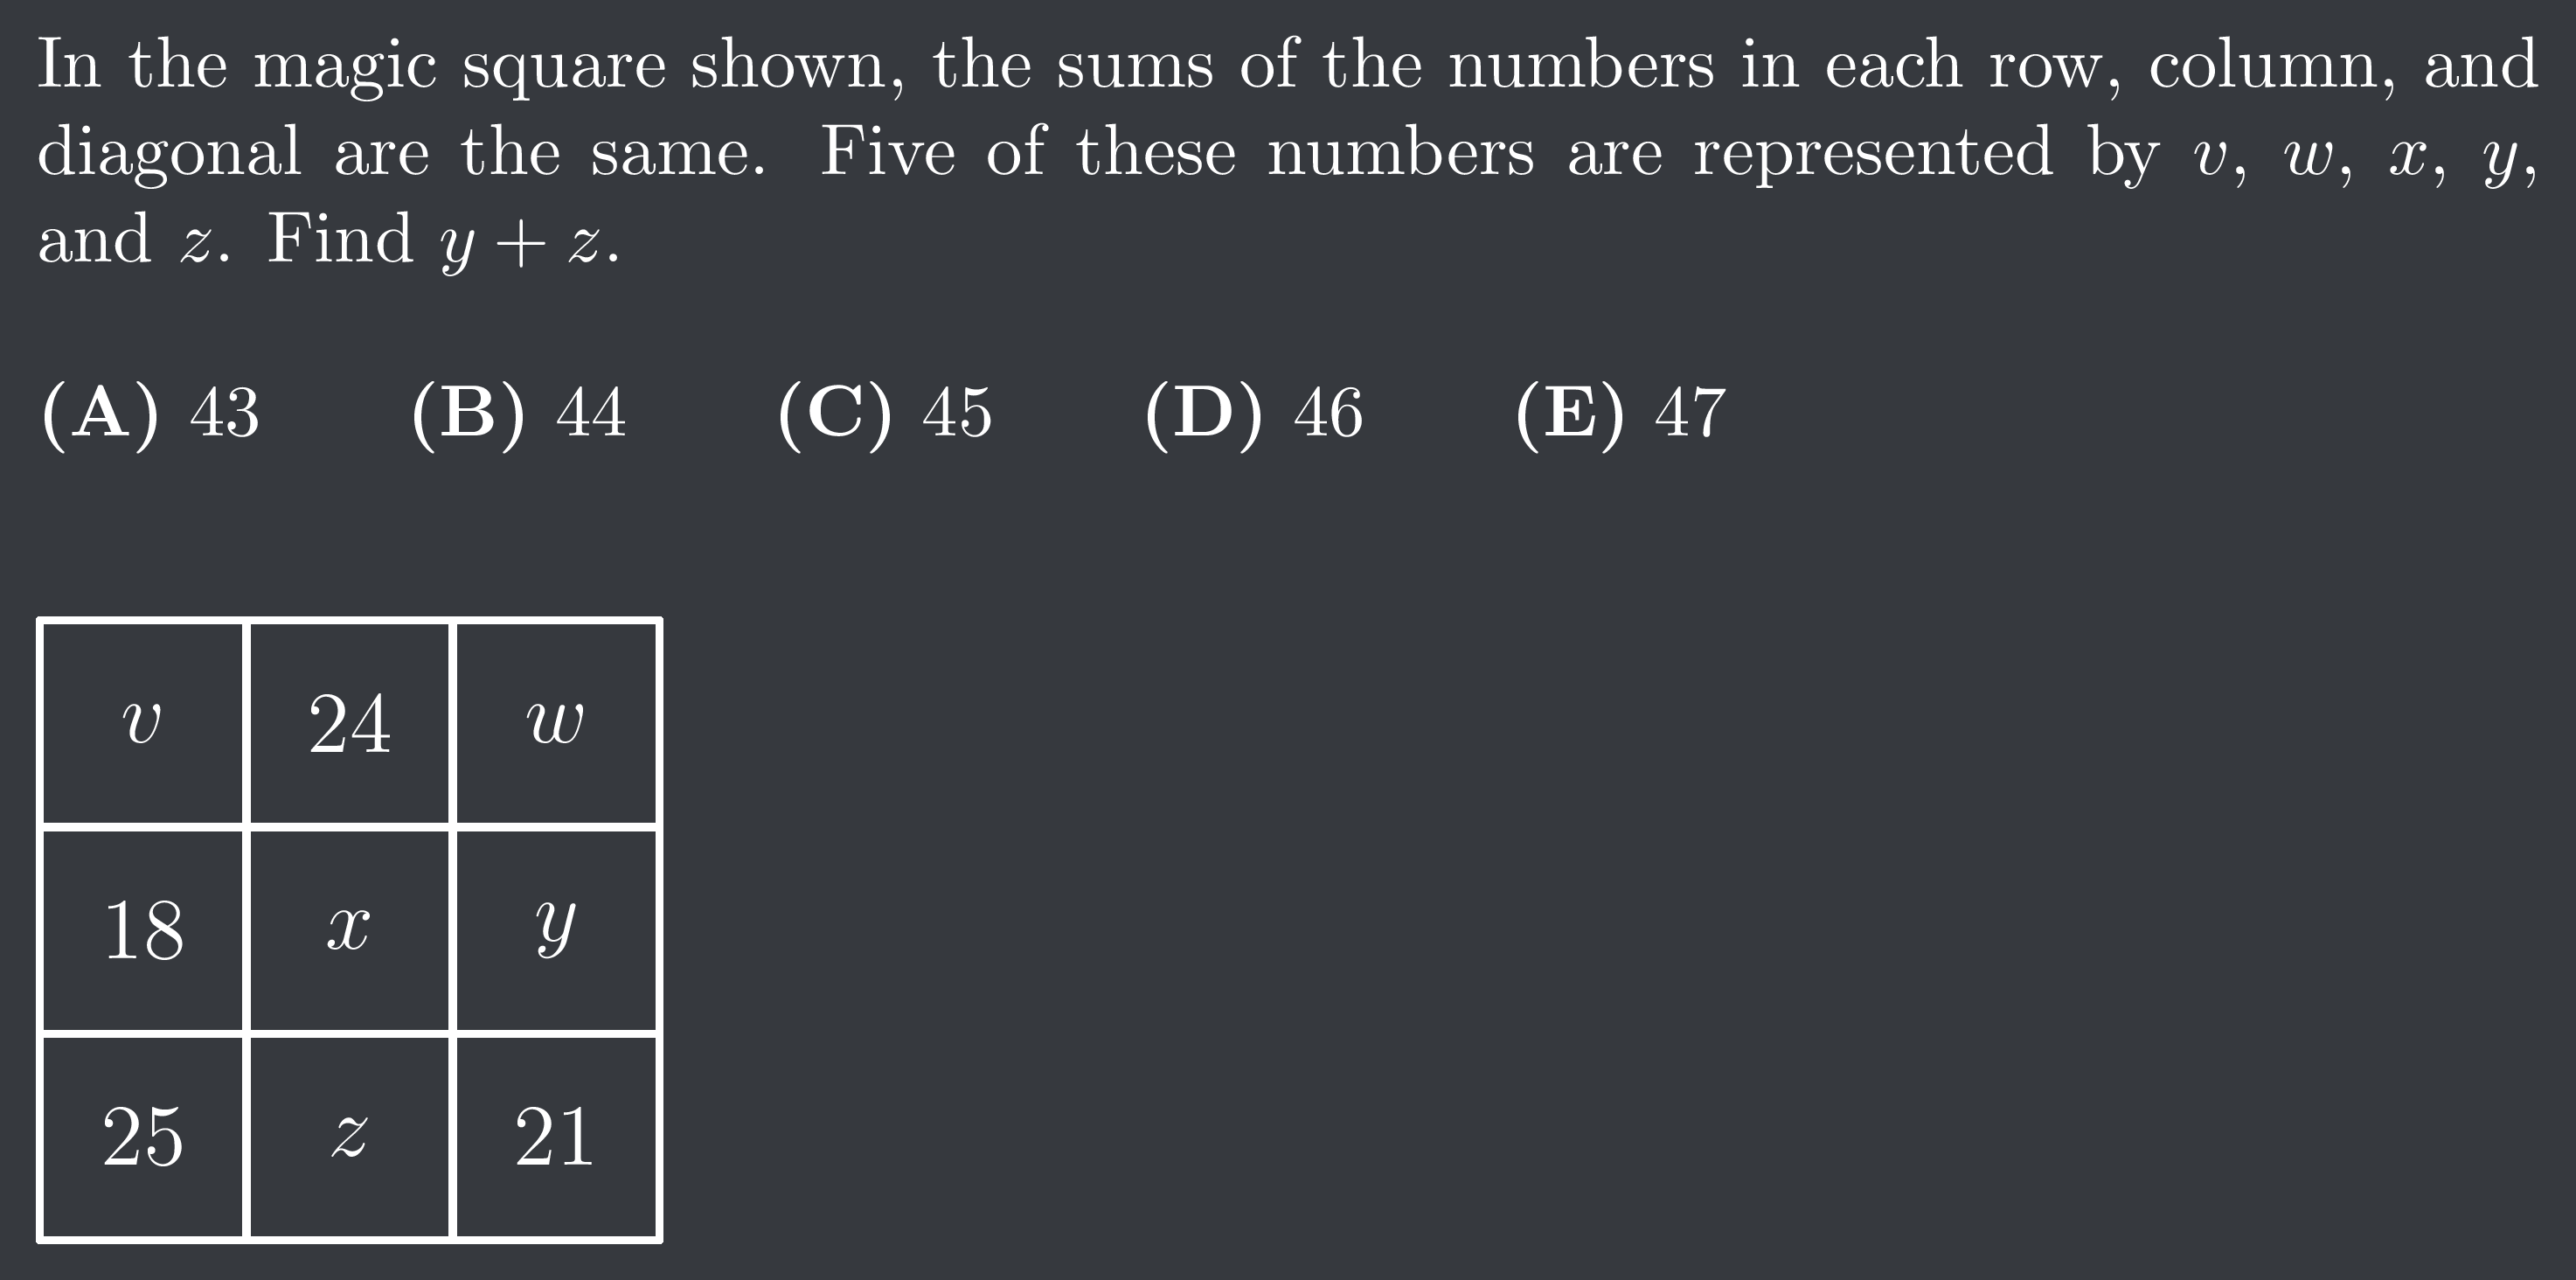 In the magic square shown, the sums of the numbers in each row, column, and
diagonal are the same. Five of these numbers are represented by v, w, x, y,
and z. Find y + z.
(A) 43 (B) 44 (C) 45 (D) 46 (E) 47
v 24 w
18 x y
25 z 21